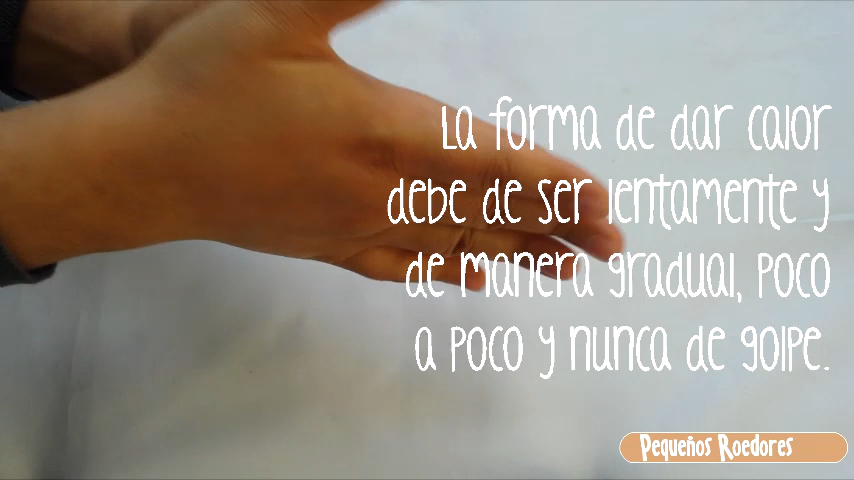 La forma de dar calor
debe de ser lentamente y
de manera gradual, poco
a poco y nunca de golpe.
Pequeños Roedores